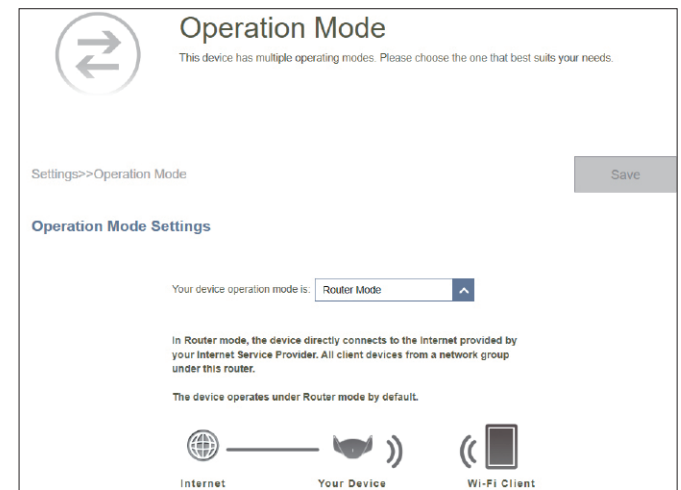 Operation Mode
This device has multiple operating modes. Please choose the one that best suits your needs.
Settings>>Operation Mode
Save
Operation Mode Settings
Your device operation mode is:
Router Mode
In Router mode, the device directly connects to the Internet provided by
your Internet Service Provider. All client devices from a network group
under this router.
The device operates under Router mode by default.
Internet
Your Device
Wi-Fi Client